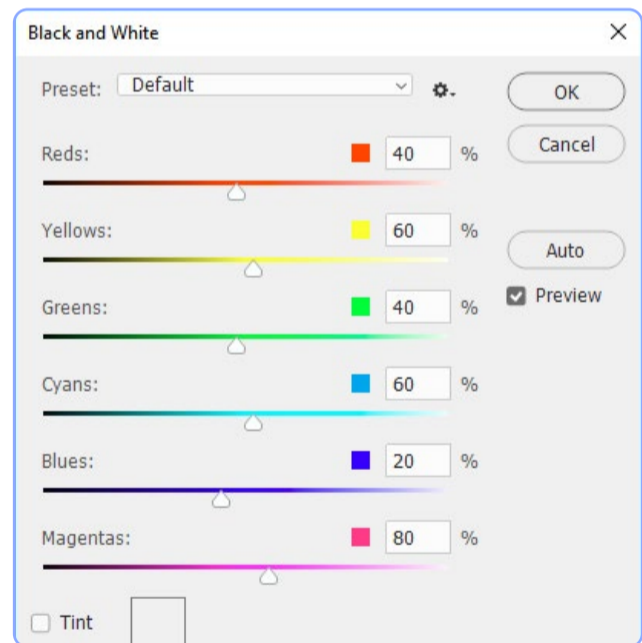 Black and White
Preset: Default
OK
Reds: 40 %
Cancel
Yellows: 60 %
Auto
Greens: 40 %
Preview
Cyans: 60 %
Blues: 20 %
Magentas: 80 %
Tint